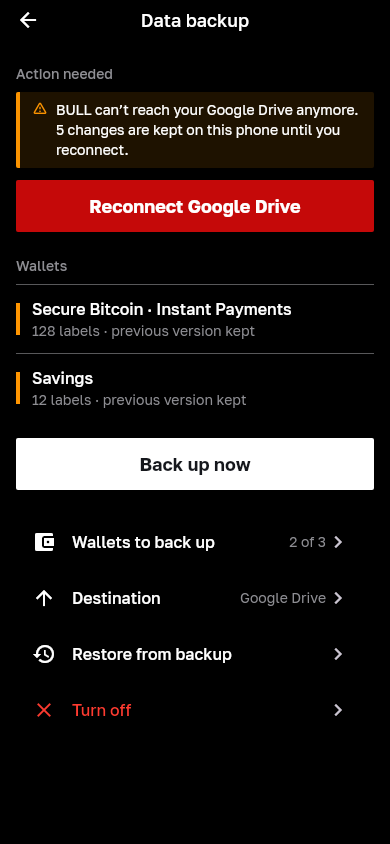 Data backup
Action needed
BULL can’t reach your Google Drive anymore.
5 changes are kept on this phone until you
reconnect.
Reconnect Google Drive
Wallets
Secure Bitcoin · Instant Payments
128 labels · previous version kept
Savings
12 labels · previous version kept
Back up now
Wallets to back up 2 of 3
Destination Google Drive
Restore from backup
Turn off